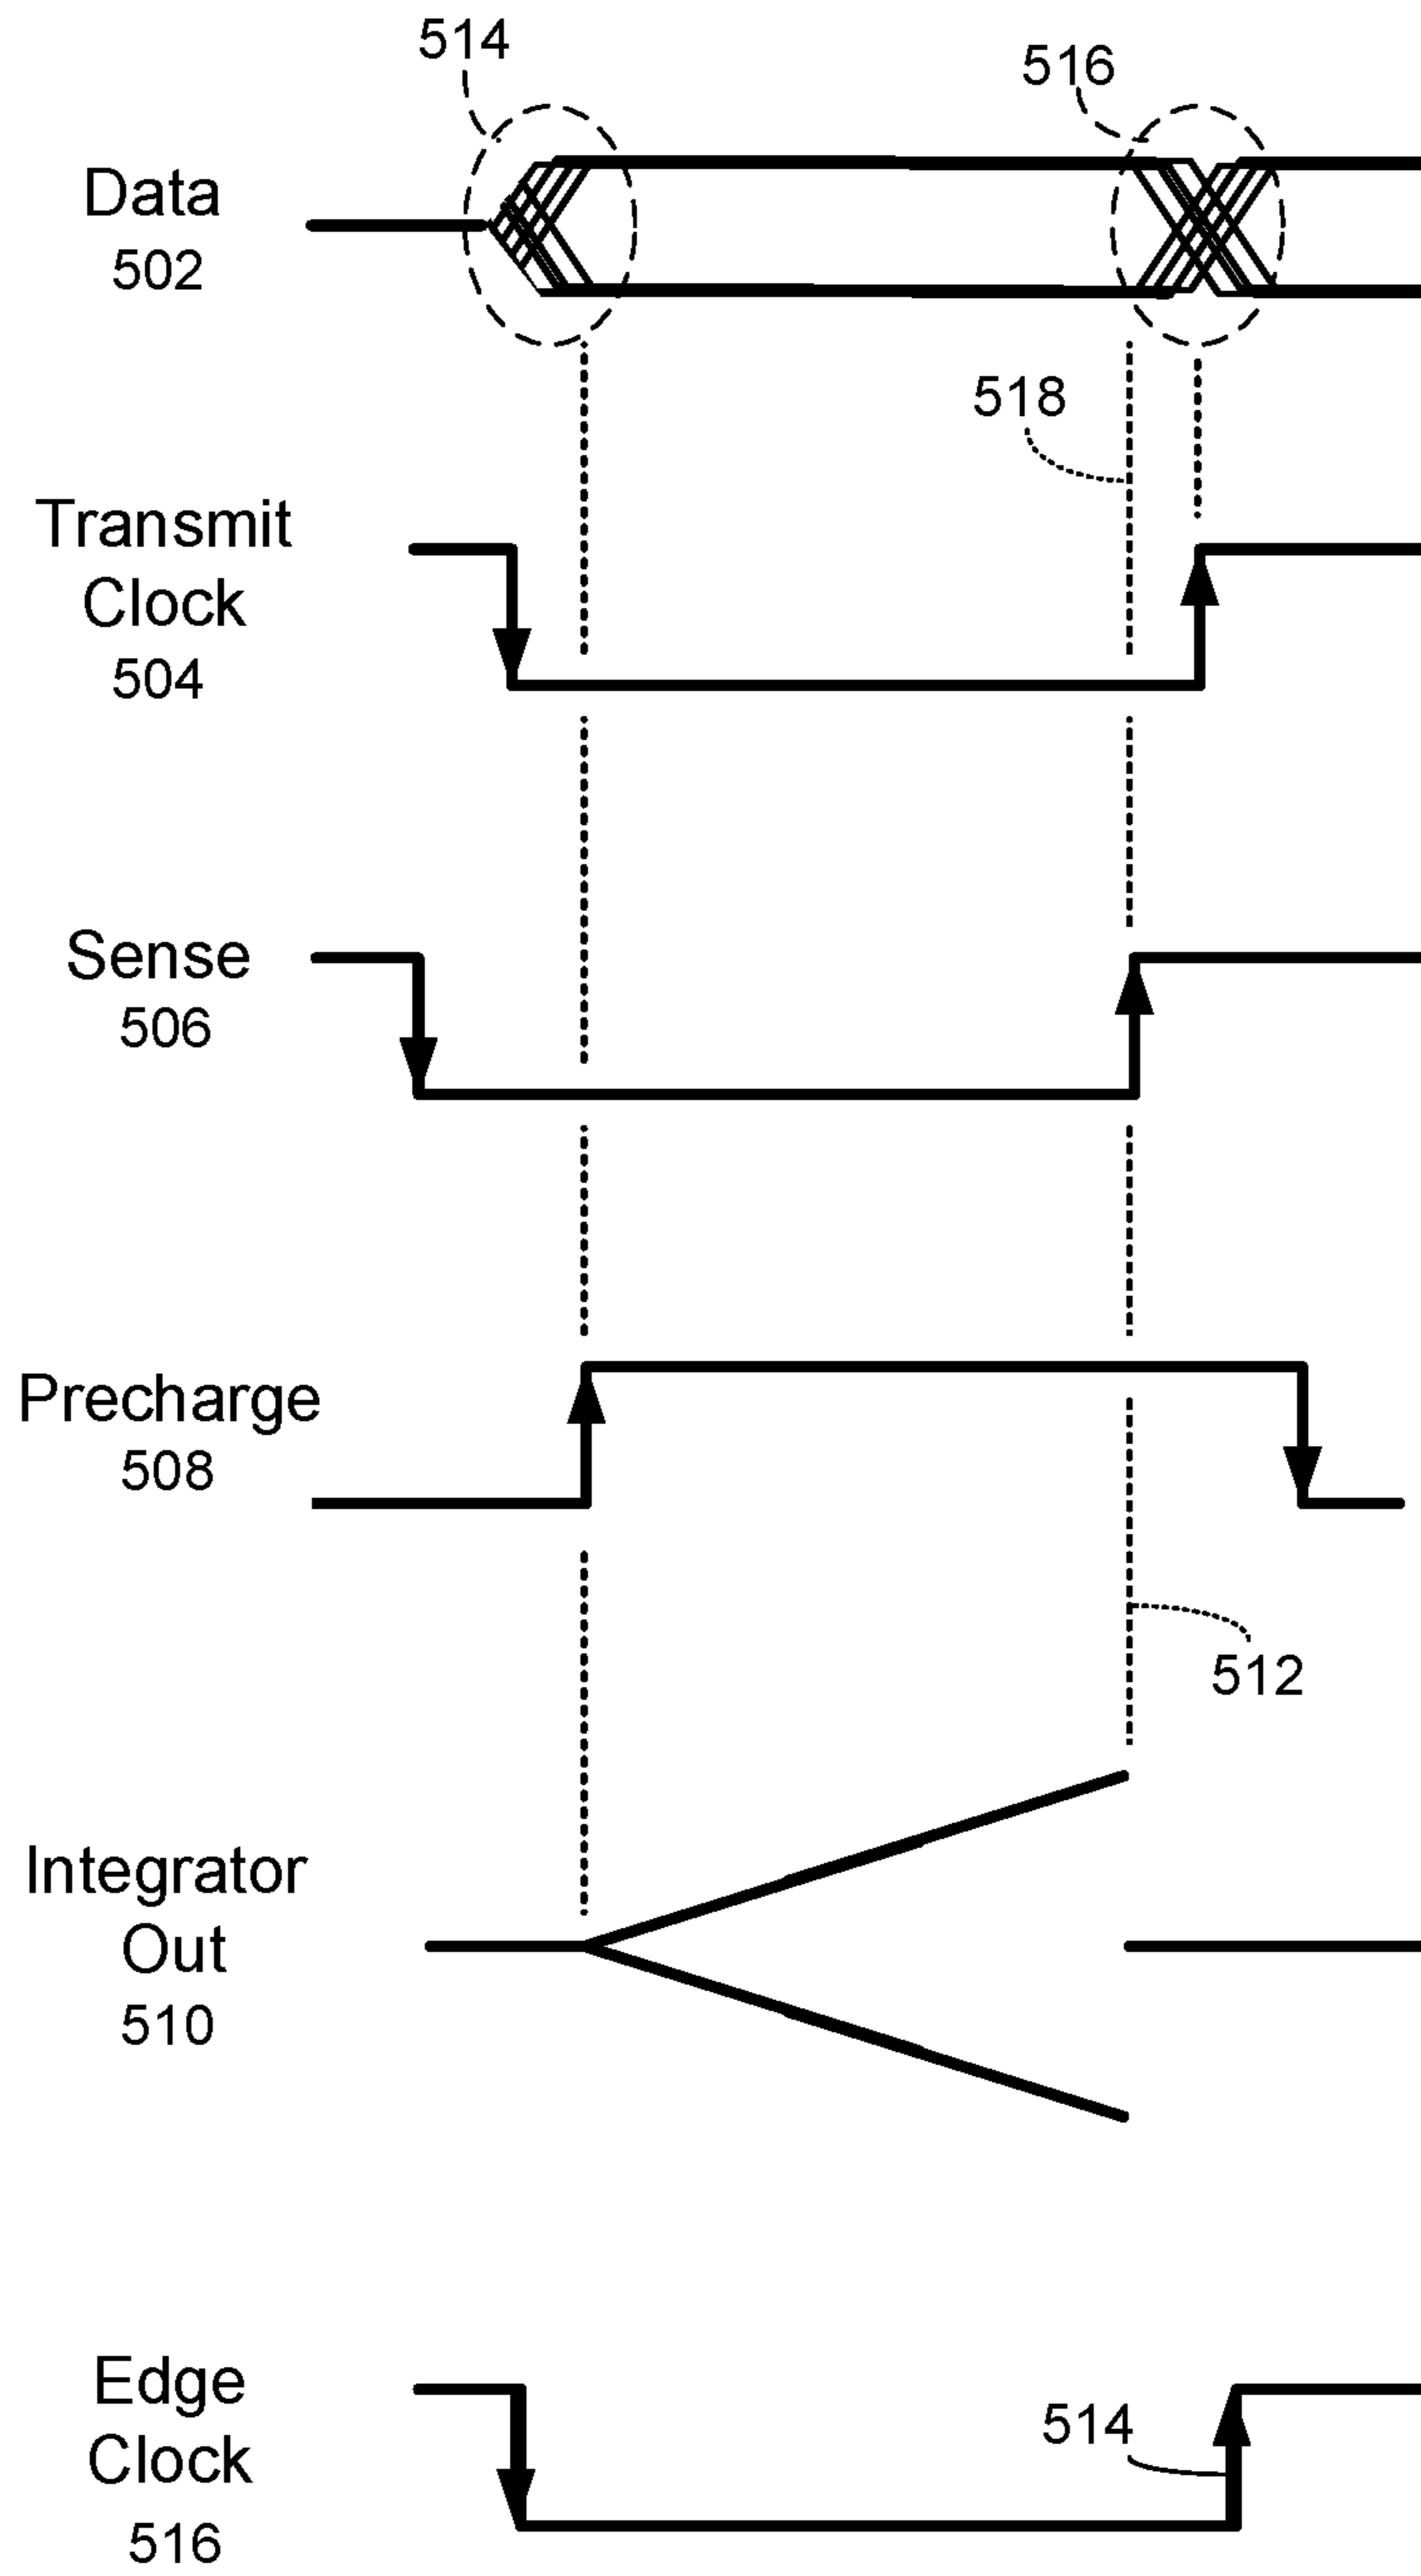 514
516
Data
502
518
Transmit
Clock
504
Sense
506
Precharge
508
512
Integrator
Out
510
Edge
Clock
516
514